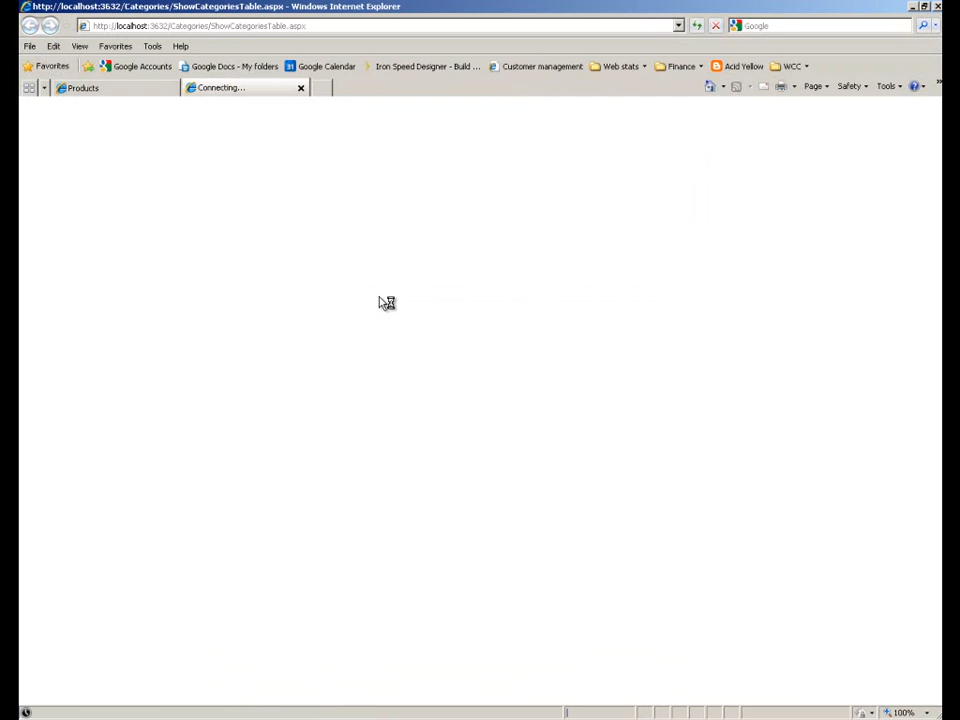 http://localhost:3632/Categories/ShowCategoriesTable.aspx - Windows Internet Explorer
http://localhost:3632/Categories/ShowCategoriesTable.aspx
Google
File Edit View Favorites Tools Help
Favorites Google Accounts Google Docs - My folders 31 Google Calendar Iron Speed Designer - Build ... Customer management Web stats Finance Acid Yellow WCC
Products Connecting... Page Safety Tools
100%